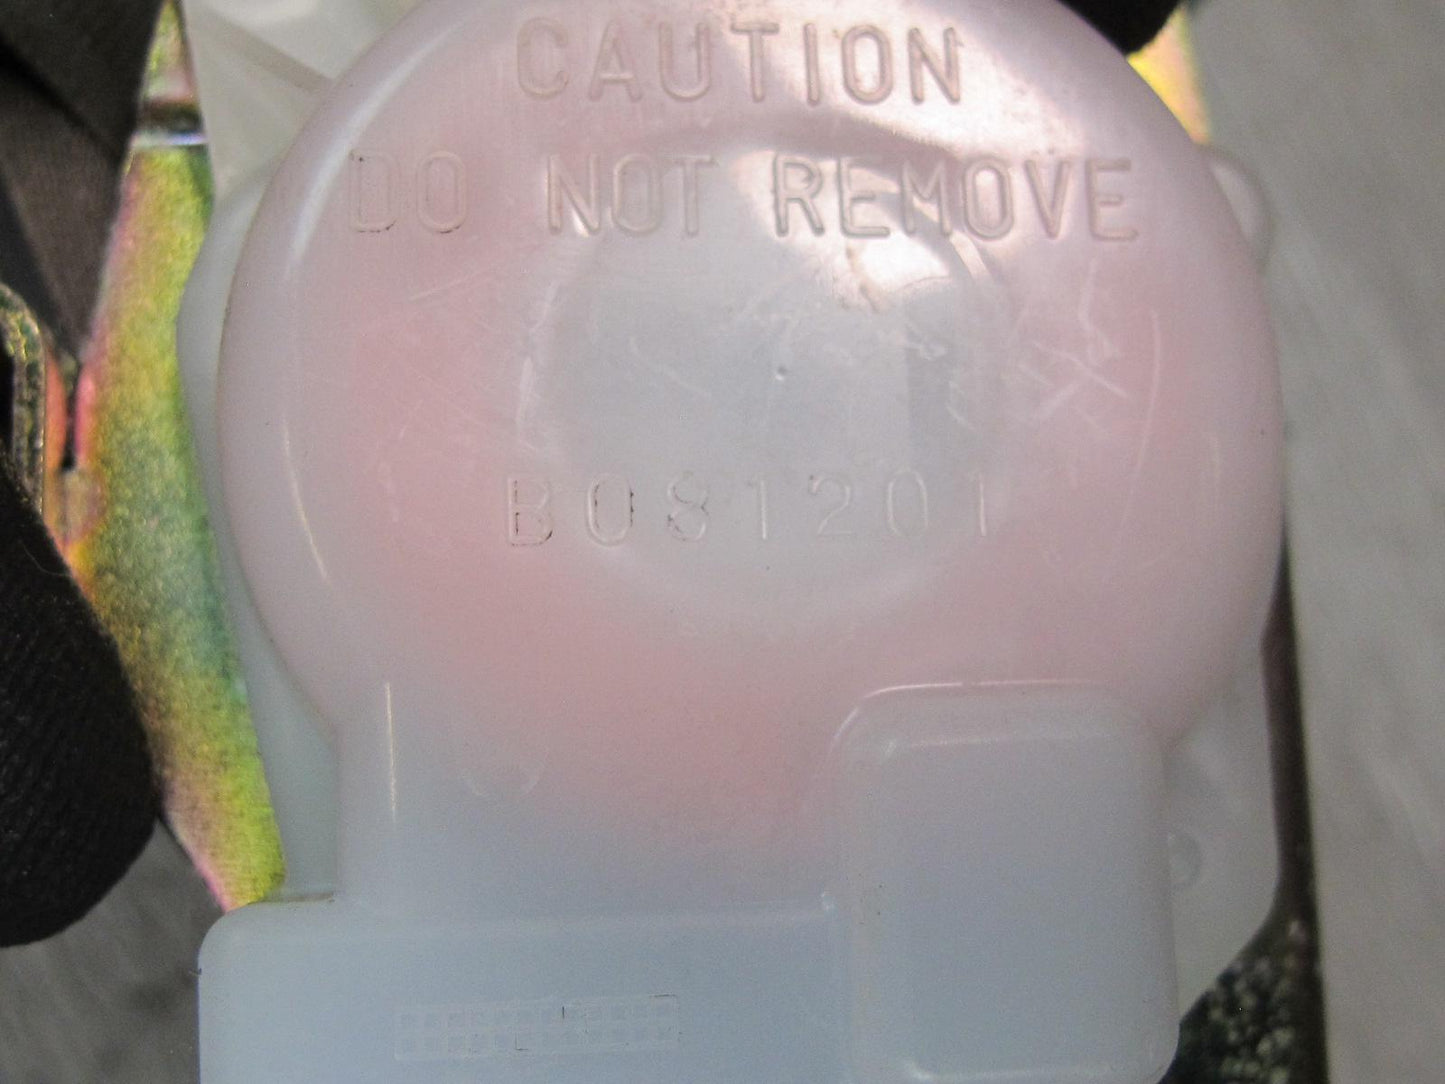 CAUTION
DO NOT REMOVE
B081201